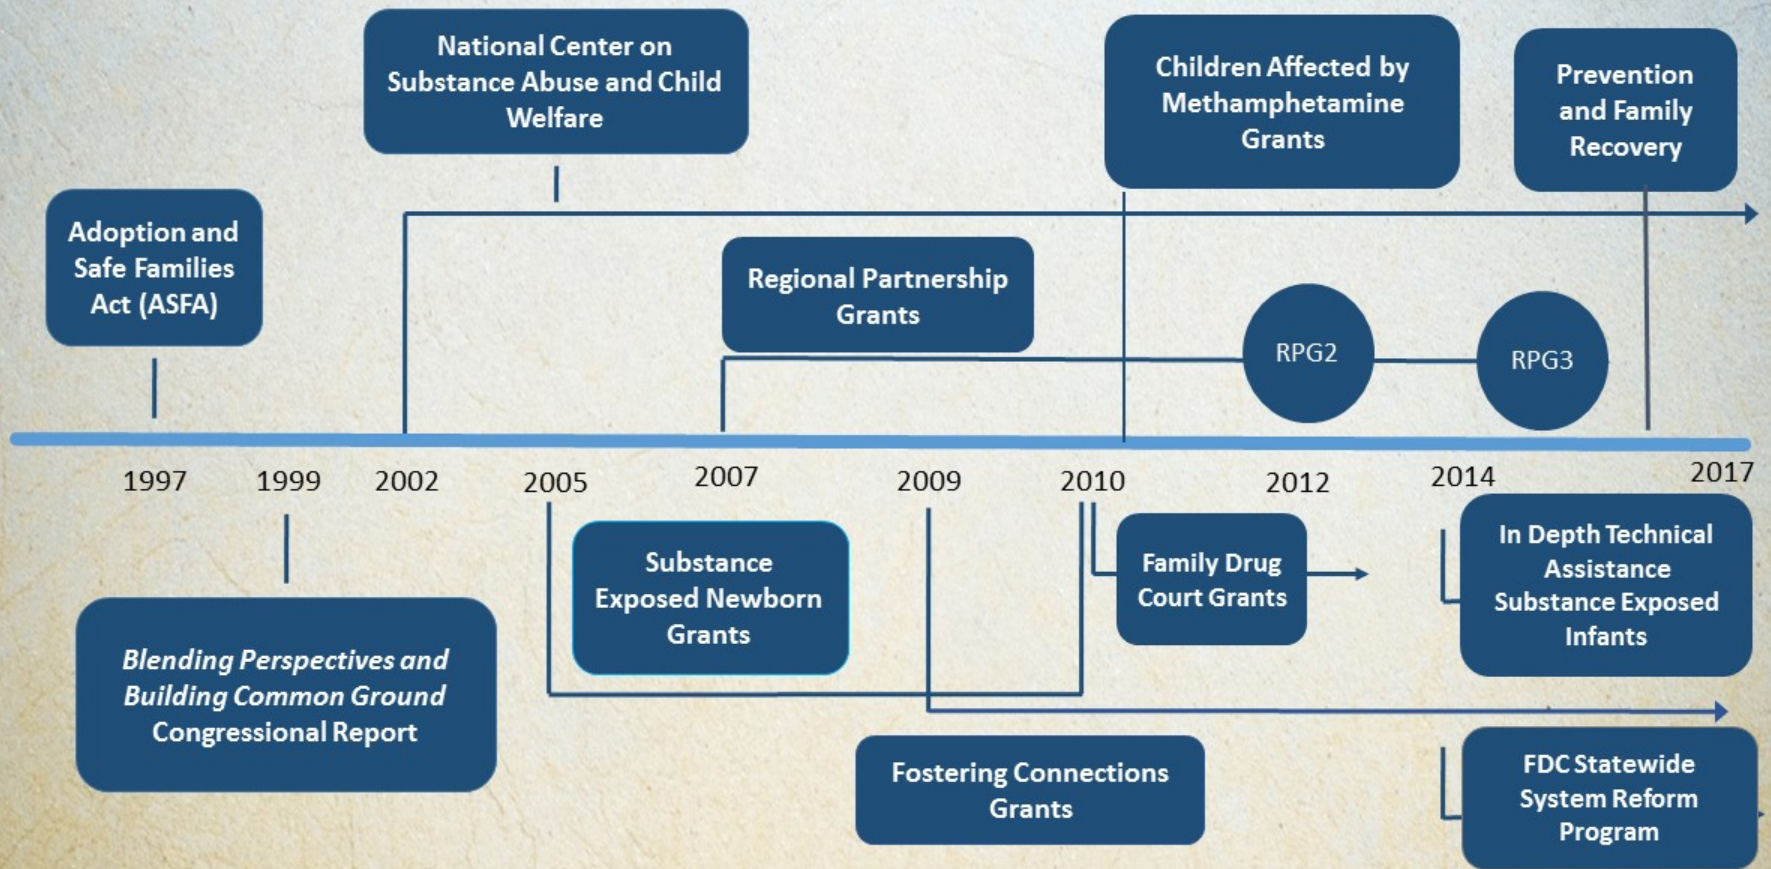 National Center on
Substance Abuse and Child
Welfare
Children Affected by
Methamphetamine
Grants
Prevention
and Family
Recovery
Adoption and
Safe Families
Act (ASFA)
Regional Partnership
Grants
RPG2
RPG3
1997
1999
2002
2005
2007
2009
2010
2012
2014
2017
Substance
Exposed Newborn
Grants
Family Drug
Court Grants
In Depth Technical
Assistance
Substance Exposed
Infants
Blending Perspectives and
Building Common Ground
Congressional Report
Fostering Connections
Grants
FDC Statewide
System Reform
Program